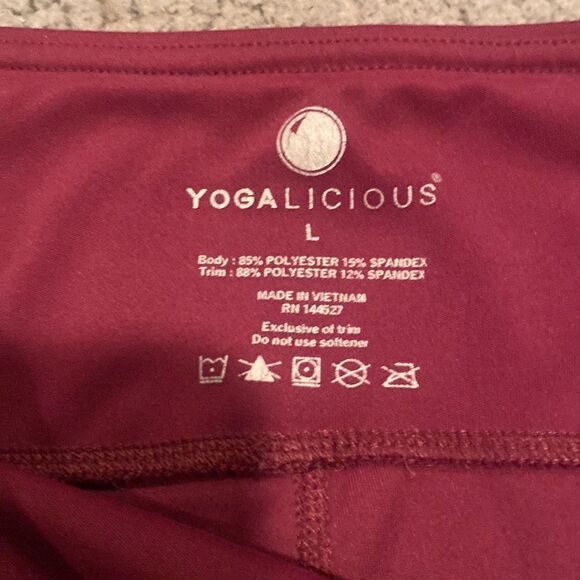 YOGALICIOUS®
L
Body : 85% POLYESTER 15% SPANDEX
Trim : 88% POLYESTER 12% SPANDEX
MADE IN VIETNAM
RN 144527
Exclusive of trim
Do not use softener